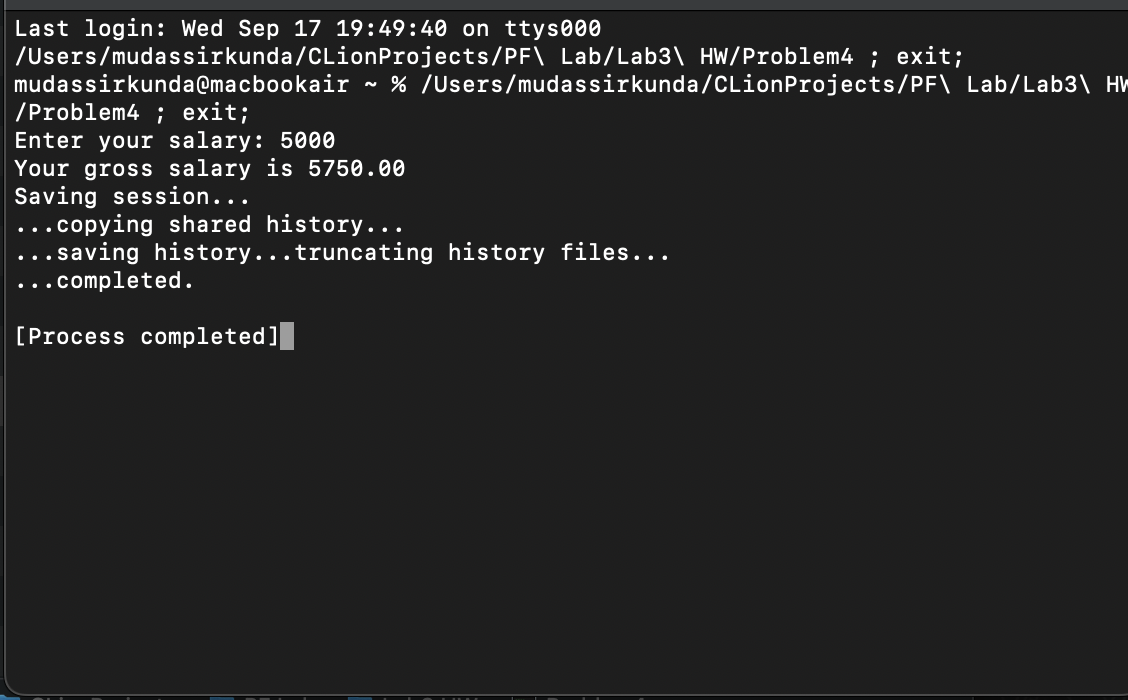 Last login: Wed Sep 17 19:49:40 on ttys000
/Users/mudassirkunda/CLionProjects/PF\ Lab/Lab3\ HW/Problem4 ; exit;
mudassirkunda@macbookair ~ % /Users/mudassirkunda/CLionProjects/PF\ Lab/Lab3\ HW
/Problem4 ; exit;
Enter your salary: 5000
Your gross salary is 5750.00
Saving session...
...copying shared history...
...saving history...truncating history files...
...completed.
[Process completed]